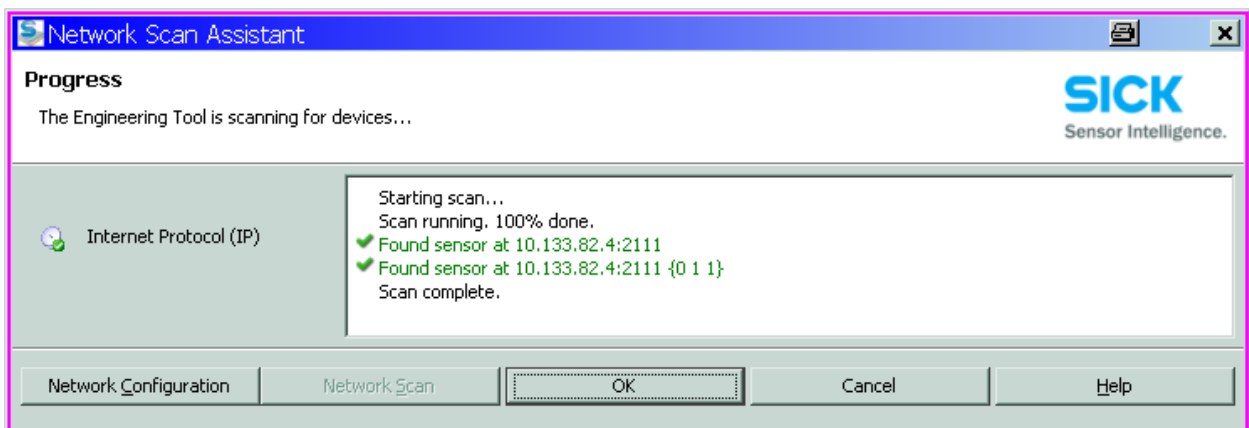 Network Scan Assistant
Progress
The Engineering Tool is scanning for devices...
SICK
Sensor Intelligence.
Internet Protocol (IP)
Starting scan...
Scan running. 100% done.
Found sensor at 10.133.82.4:2111
Found sensor at 10.133.82.4:2111 {0 1 1}
Scan complete.
Network Configuration
Network Scan
OK
Cancel
Help